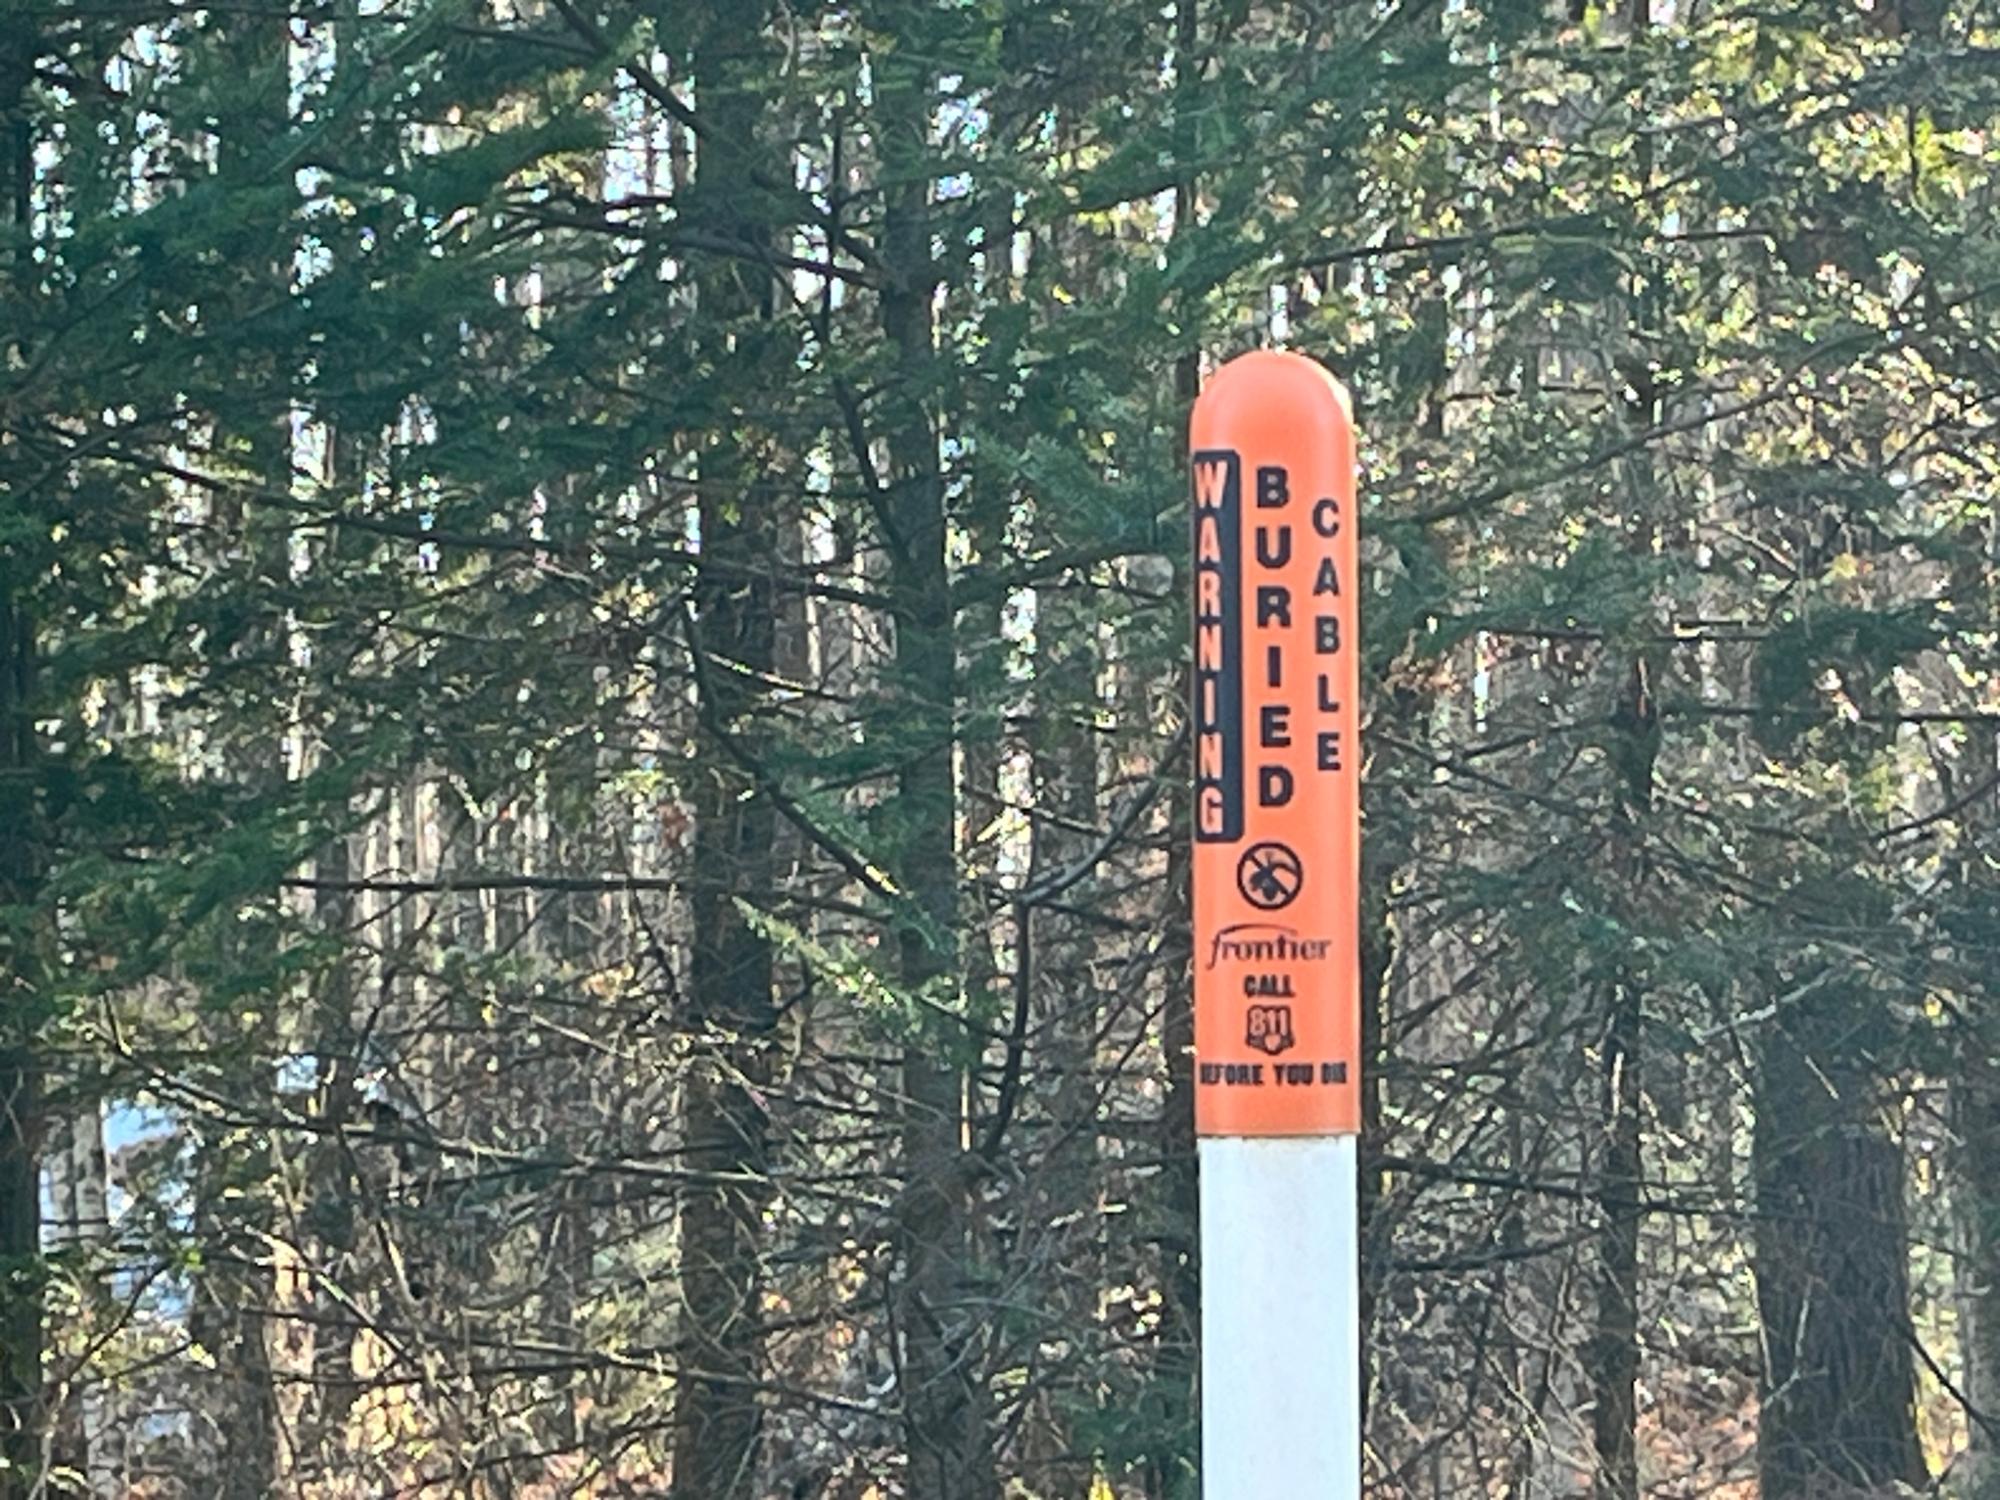 WARNING
BURIED
CABLE
frontier
CALL
811
BEFORE YOU DIG